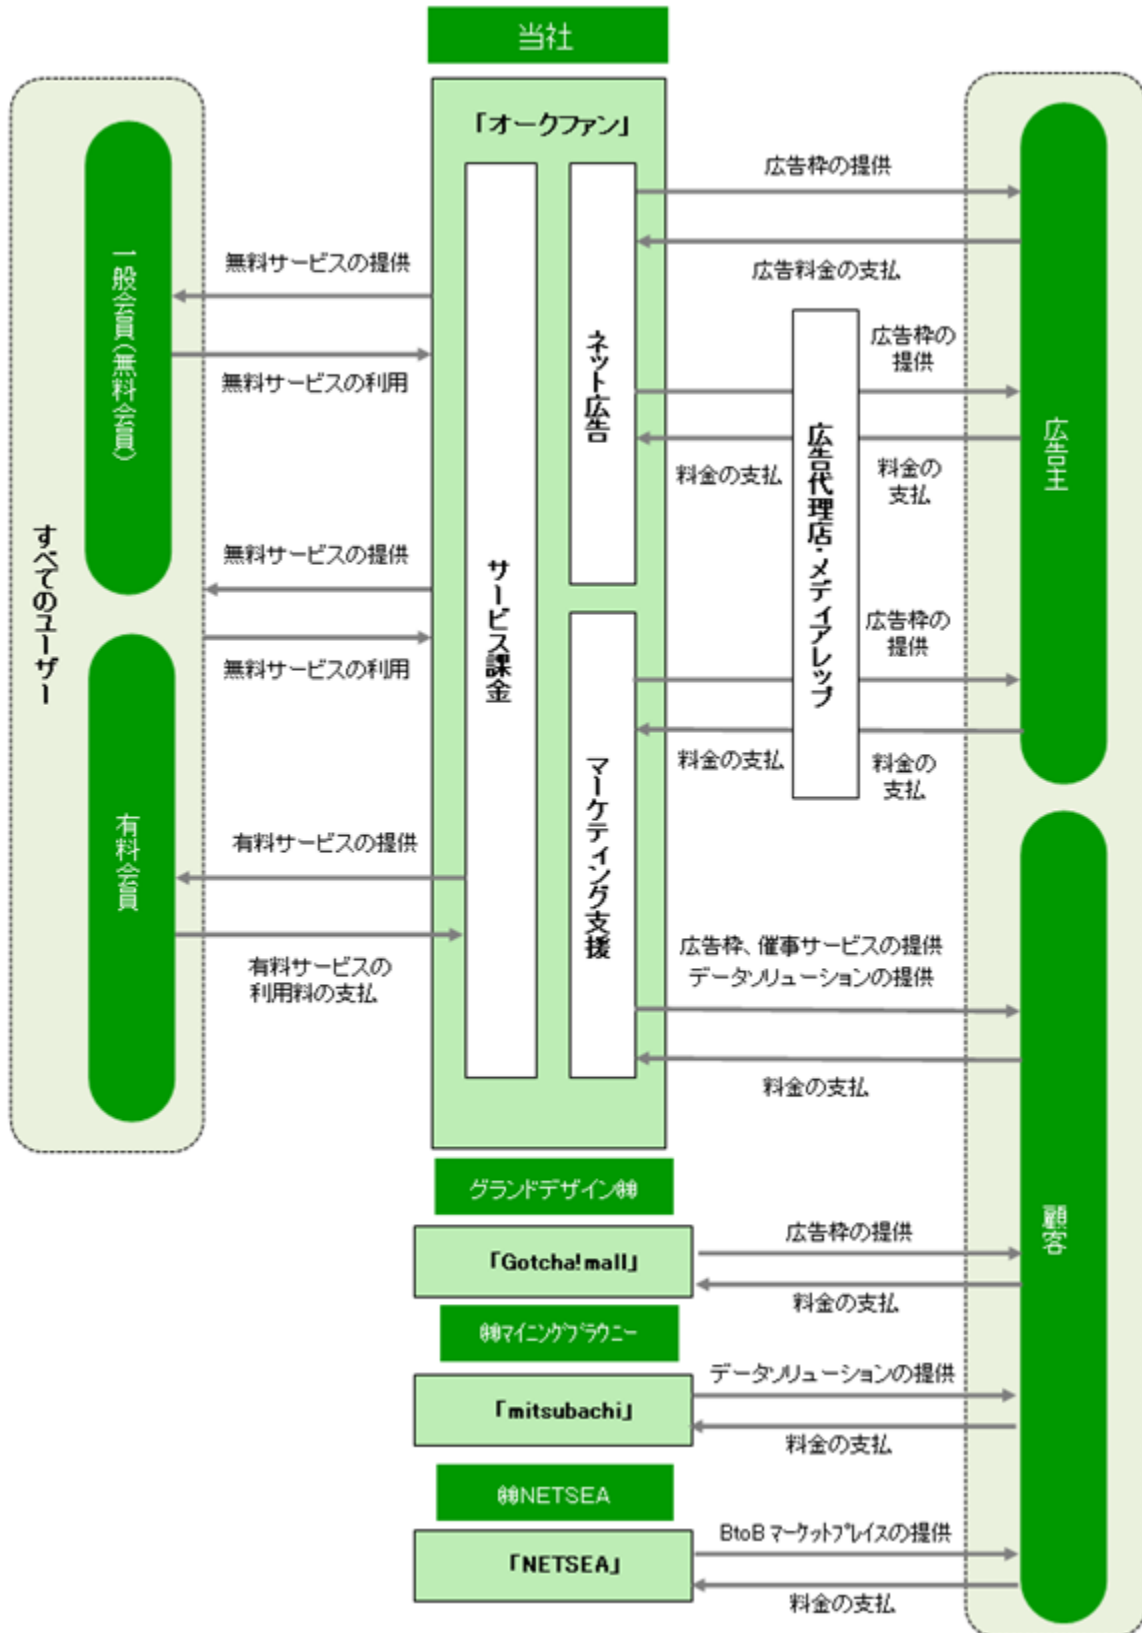 当社
「オークファン」
すべてのユーザー
一般会員(無料会員)
有料会員
無料サービスの提供
無料サービスの利用
無料サービスの提供
無料サービスの利用
有料サービスの提供
有料サービスの
利用料の支払
サービス課金
ネット広告
マーケティング支援
広告枠の提供
広告料金の支払
広告代理店・メディアレップ
広告枠の
提供
料金の支払
料金の
支払
広告枠の
提供
料金の支払
料金の
支払
広告主
広告枠、催事サービスの提供
データソリューションの提供
料金の支払
顧客
グランドデザイン㈱
「Gotcha!mall」
広告枠の提供
料金の支払
㈱マイニングブラウニー
「mitsubachi」
データソリューションの提供
料金の支払
㈱NETSEA
「NETSEA」
BtoBマーケットプレイスの提供
料金の支払